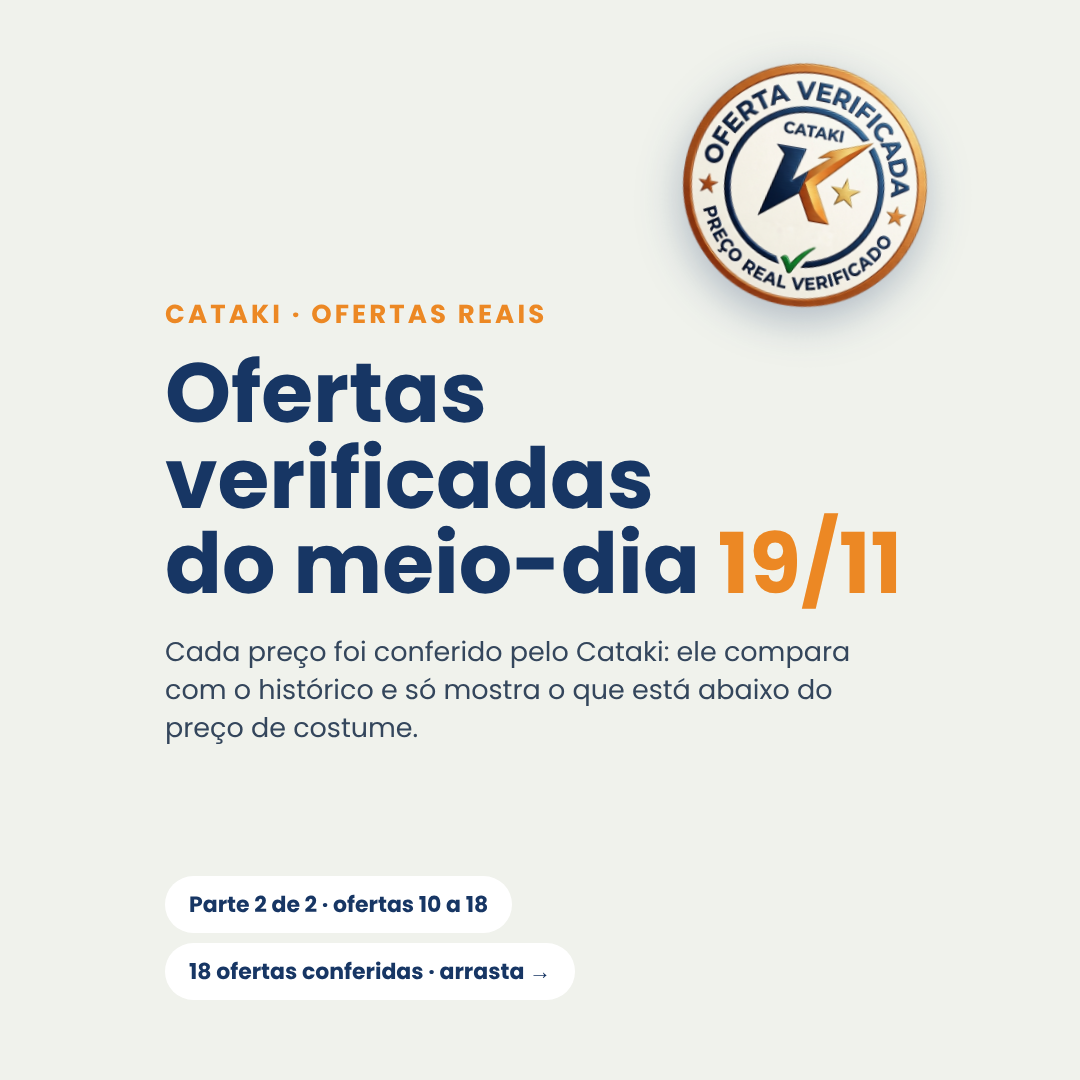 OFERTA VERIFICADA
CATAKI
PREÇO REAL VERIFICADO
CATAKI · OFERTAS REAIS
Ofertas
verificadas
do meio-dia 19/11
Cada preço foi conferido pelo Cataki: ele compara
com o histórico e só mostra o que está abaixo do
preço de costume.
Parte 2 de 2 · ofertas 10 a 18
18 ofertas conferidas · arrasta →